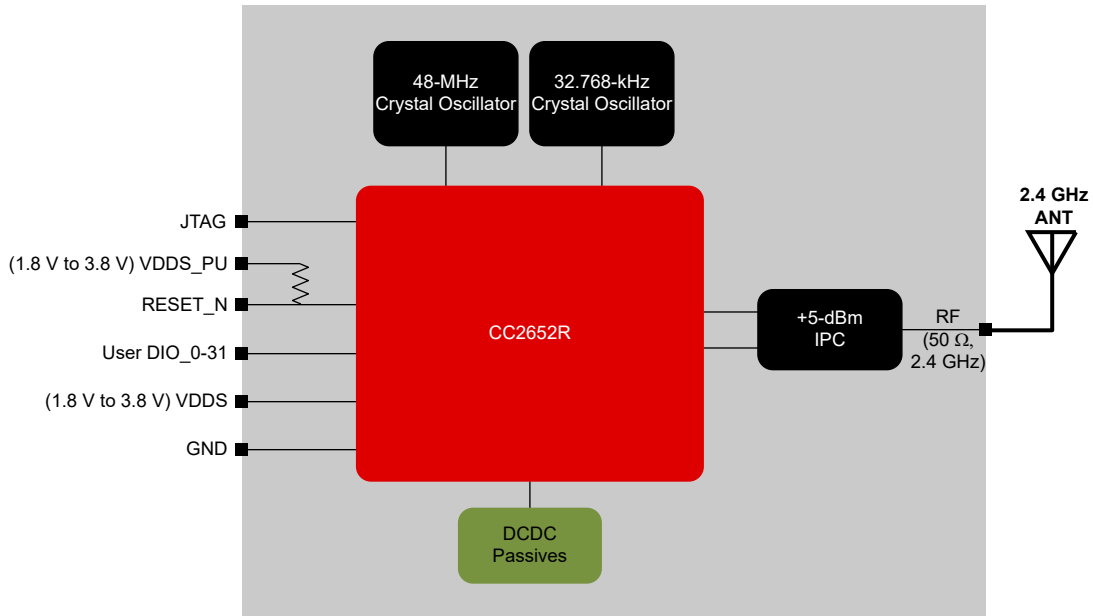 48-MHz
Crystal Oscillator
32.768-kHz
Crystal Oscillator
2.4 GHz
ANT
JTAG
(1.8 V to 3.8 V) VDDS_PU
RESET_N
User DIO_0-31
(1.8 V to 3.8 V) VDDS
GND
CC2652R
+5-dBm
IPC
RF
(50 Ω,
2.4 GHz)
DCDC
Passives